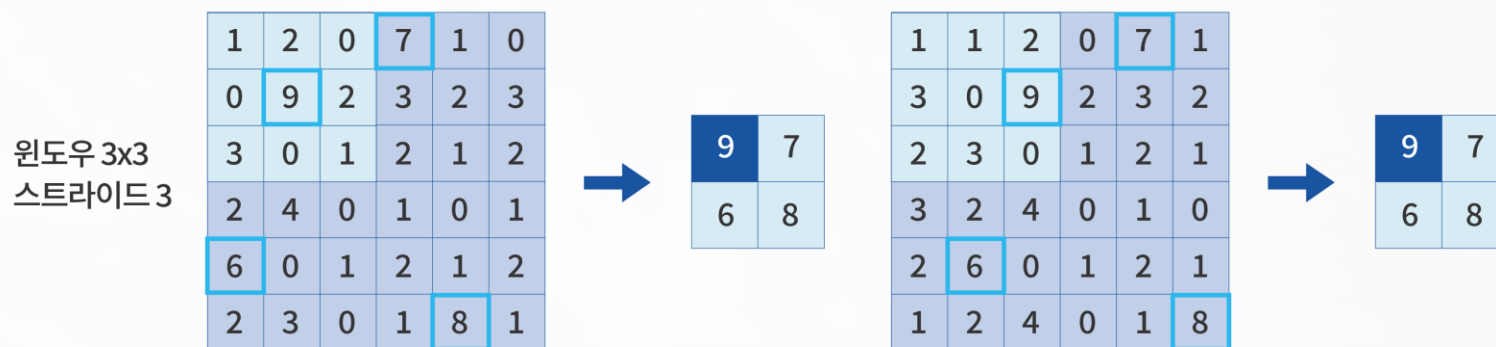 1 2 0 7 1 0
0 9 2 3 2 3
3 0 1 2 1 2
2 4 0 1 0 1
6 0 1 2 1 2
2 3 0 1 8 1
윈도우 3x3
스트라이드 3
9 7
6 8
1 1 2 0 7 1
3 0 9 2 3 2
2 3 0 1 2 1
3 2 4 0 1 0
2 6 0 1 2 1
1 2 4 0 1 8
9 7
6 8